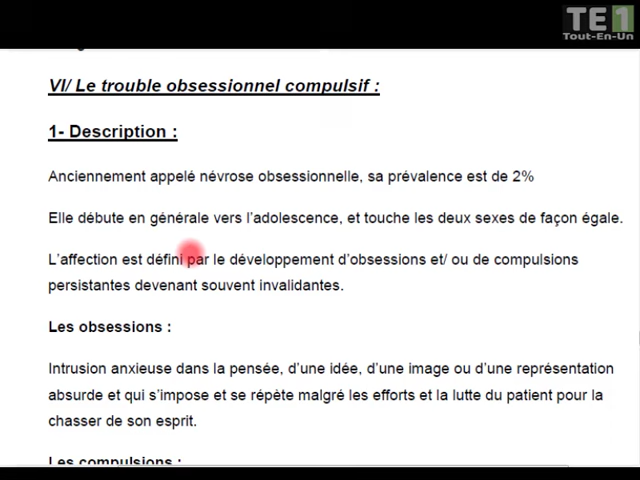 TE1
Tout-En-Un
VI/ Le trouble obsessionnel compulsif :
1- Description :
Anciennement appelé névrose obsessionnelle, sa prévalence est de 2%
Elle débute en générale vers l’adolescence, et touche les deux sexes de façon égale.
L’affection est défini par le développement d’obsessions et/ ou de compulsions
persistantes devenant souvent invalidantes.
Les obsessions :
Intrusion anxieuse dans la pensée, d’une idée, d’une image ou d’une représentation
absurde et qui s’impose et se répète malgré les efforts et la lutte du patient pour la
chasser de son esprit.
Les compulsions :